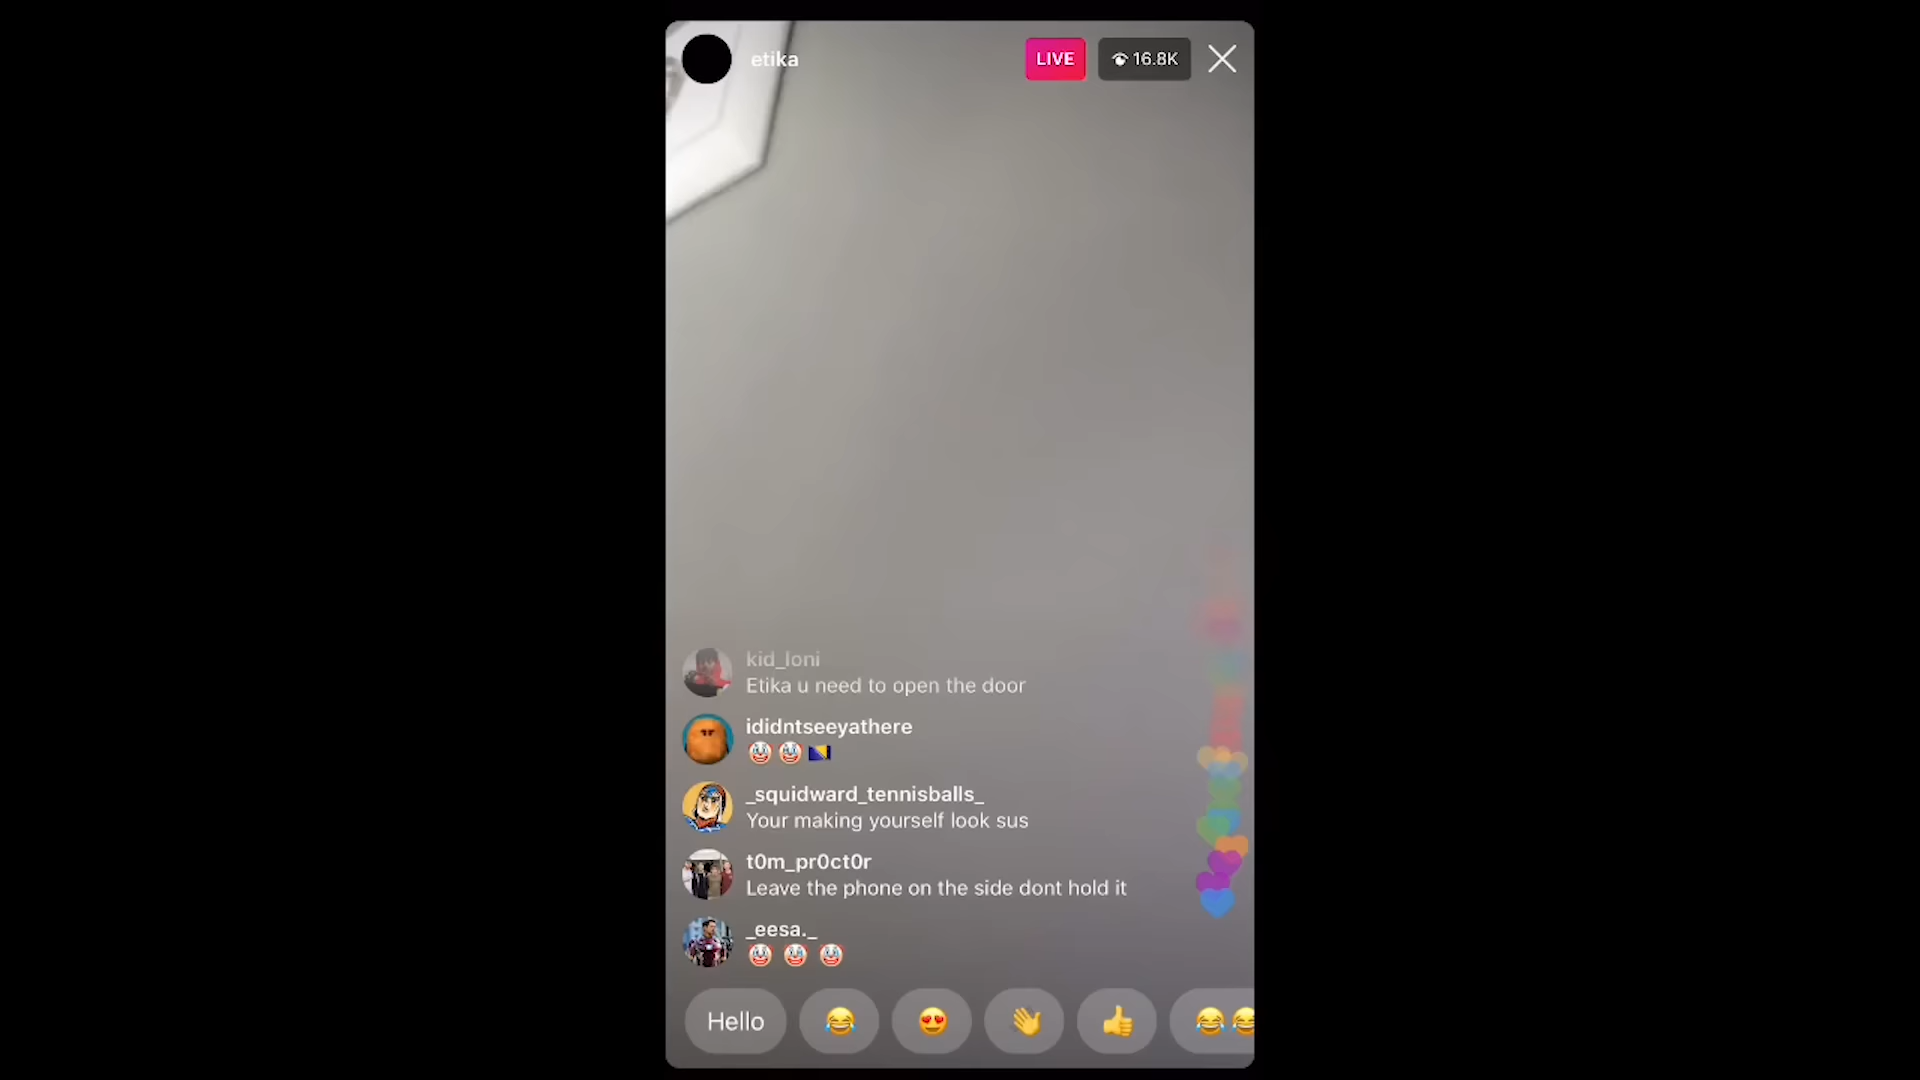 etika
LIVE
16.8K
kid_loni
Etika u need to open the door
ididntseeyathere
🤡 🤡 🇧🇦
_squidward_tennisballs_
Your making yourself look sus
t0m_pr0ct0r
Leave the phone on the side dont hold it
_eesa._
🤡 🤡 🤡
Hello 😂 😍 👋 👍 😂😂